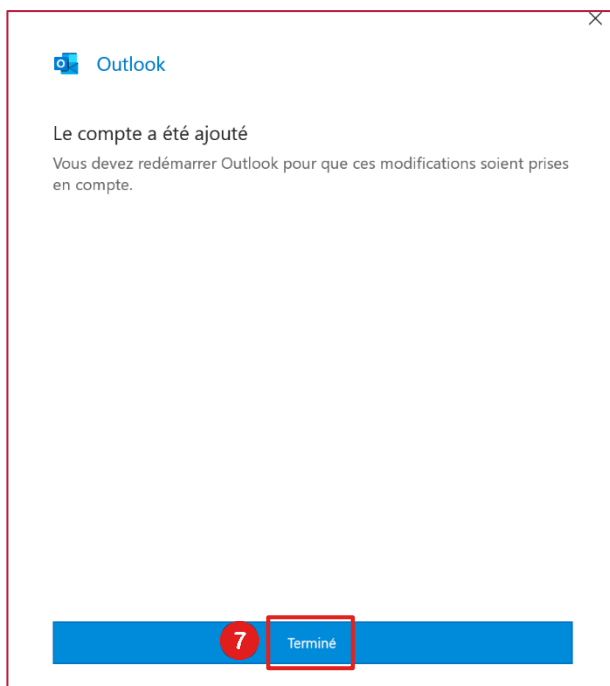 Outlook
Le compte a été ajouté
Vous devez redémarrer Outlook pour que ces modifications soient prises
en compte.
7 Terminé